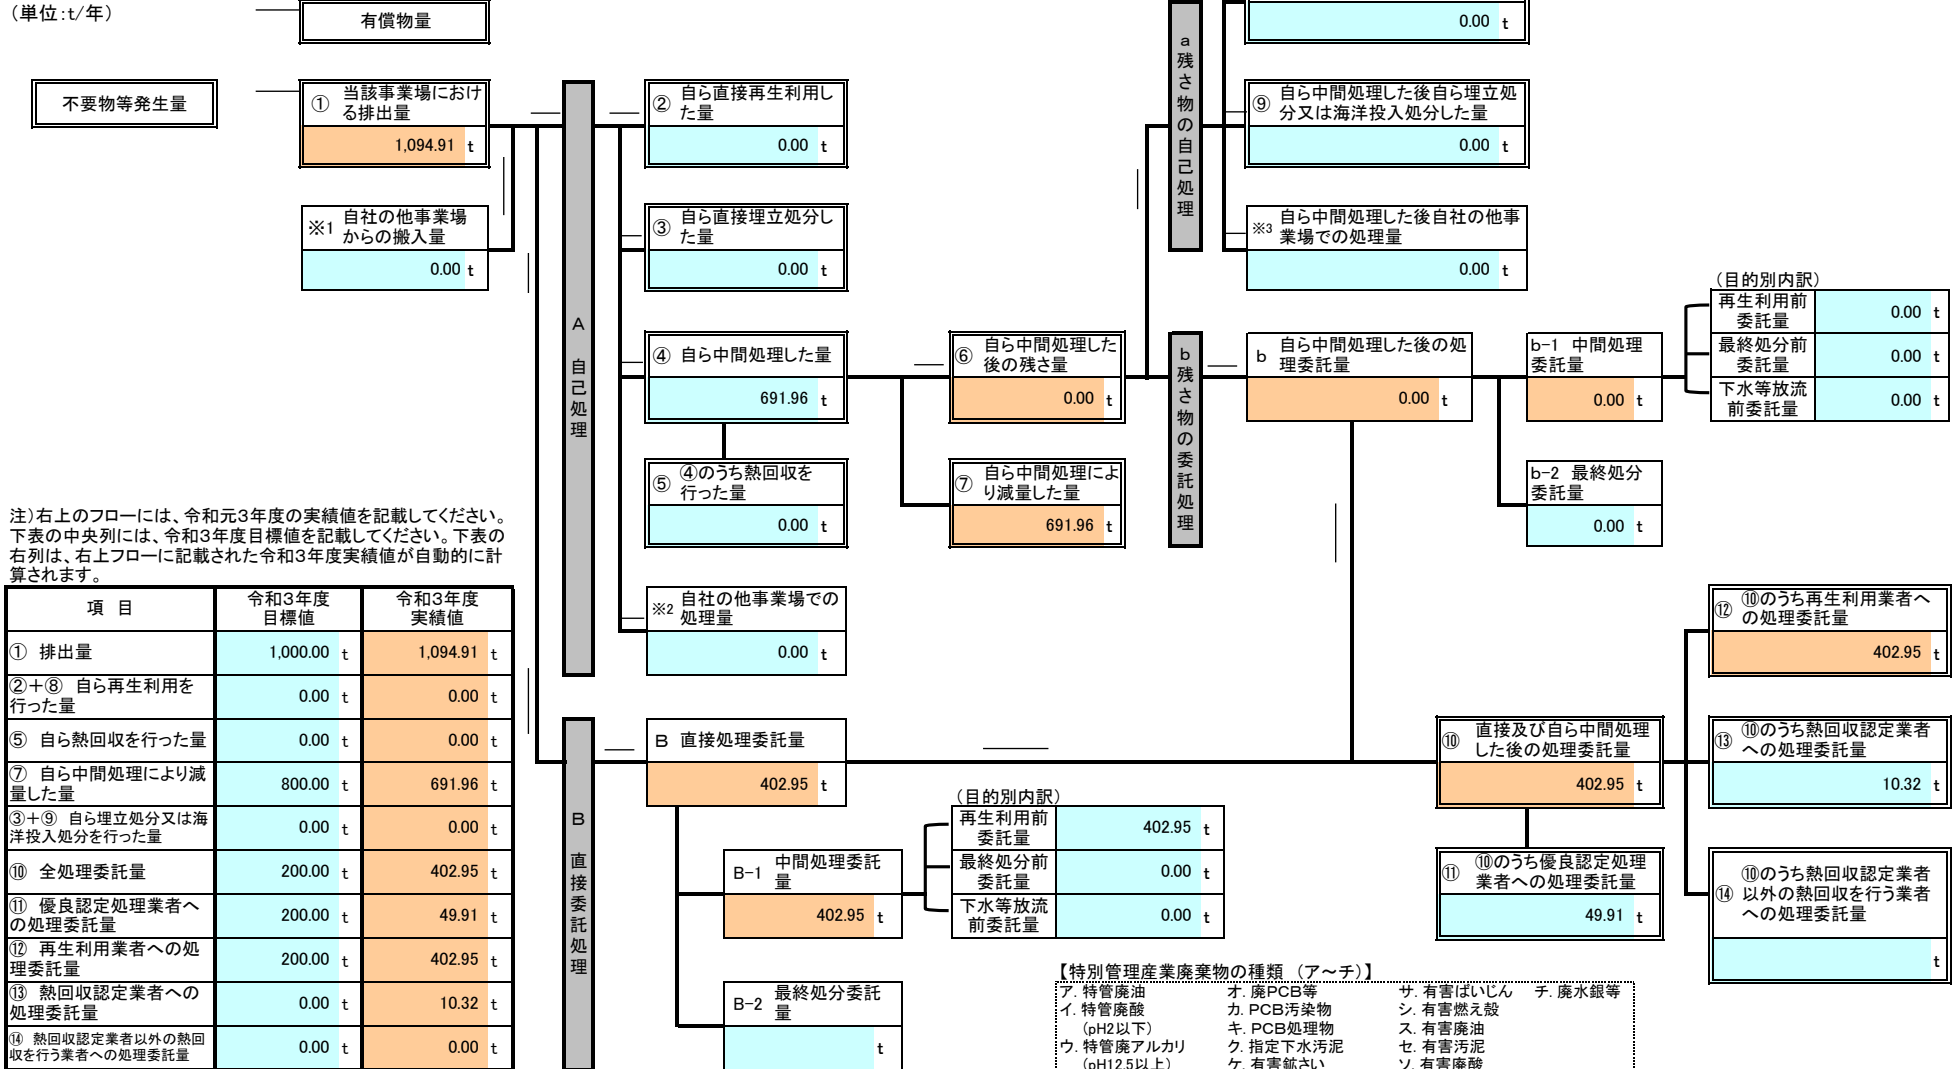 (単位:t/年)
有償物量
0.00 t
不要物等発生量
① 当該事業場におけ
る排出量
1,094.91 t
※1 自社の他事業場
からの搬入量
0.00 t
A 自己処理
② 自ら直接再生利用し
た量
0.00 t
③ 自ら直接埋立処分し
た量
0.00 t
④ 自ら中間処理した量
691.96 t
⑤ ④のうち熱回収を
行った量
0.00 t
※2 自社の他事業場での
処理量
0.00 t
⑥ 自ら中間処理した
後の残さ量
0.00 t
⑦ 自ら中間処理によ
り減量した量
691.96 t
a 残さ物の自己処理
⑨ 自ら中間処理した後自ら埋立処
分又は海洋投入処分した量
0.00 t
※3 自ら中間処理した後自社の他事
業場での処理量
0.00 t
b 残さ物の委託処理
b 自ら中間処理した後の処
理委託量
0.00 t
b-1 中間処理
委託量
0.00 t
b-2 最終処分
委託量
0.00 t
(目的別内訳)
再生利用前
委託量
0.00 t
最終処分前
委託量
0.00 t
下水等放流
前委託量
0.00 t
注)右上のフローには、令和元3年度の実績値を記載してください。
下表の中央列には、令和3年度目標値を記載してください。下表の
右列は、右上フローに記載された令和3年度実績値が自動的に計
算されます。
項 目 令和3年度
目標値 令和3年度
実績値
① 排出量 1,000.00 t 1,094.91 t
②+⑧ 自ら再生利用を
行った量 0.00 t 0.00 t
⑤ 自ら熱回収を行った量 0.00 t 0.00 t
⑦ 自ら中間処理により減
量した量 800.00 t 691.96 t
③+⑨ 自ら埋立処分又は海
洋投入処分を行った量 0.00 t 0.00 t
⑩ 全処理委託量 200.00 t 402.95 t
⑪ 優良認定処理業者へ
の処理委託量 200.00 t 49.91 t
⑫ 再生利用業者への処
理委託量 200.00 t 402.95 t
⑬ 熱回収認定業者への
処理委託量 0.00 t 10.32 t
⑭ 熱回収認定業者以外の熱回
収を行う業者への処理委託量 0.00 t 0.00 t
B 直接委託処理
B 直接処理委託量
402.95 t
B-1 中間処理委託
量
402.95 t
B-2 最終処分委託
量
t
(目的別内訳)
再生利用前
委託量
402.95 t
最終処分前
委託量
0.00 t
下水等放流
前委託量
0.00 t
⑩ 直接及び自ら中間処理
した後の処理委託量
402.95 t
⑪ ⑩のうち優良認定処理
業者への処理委託量
49.91 t
⑫ ⑩のうち再生利用業者へ
の処理委託量
402.95 t
⑬ ⑩のうち熱回収認定業者
への処理委託量
10.32 t
⑭ ⑩のうち熱回収認定業者
以外の熱回収を行う業者
への処理委託量
t
【特別管理産業廃棄物の種類 (ア~チ)】
ア. 特管廃油 オ. 廃PCB等 サ. 有害ばいじん チ. 廃水銀等
イ. 特管廃酸 カ. PCB汚染物 シ. 有害燃え殻
(pH2以下) キ. PCB処理物 ス. 有害廃油
ウ. 特管廃アルカリ ク. 指定下水汚泥 セ. 有害汚泥
(pH12.5以上) ケ. 有害鉱さい ソ. 有害廃酸